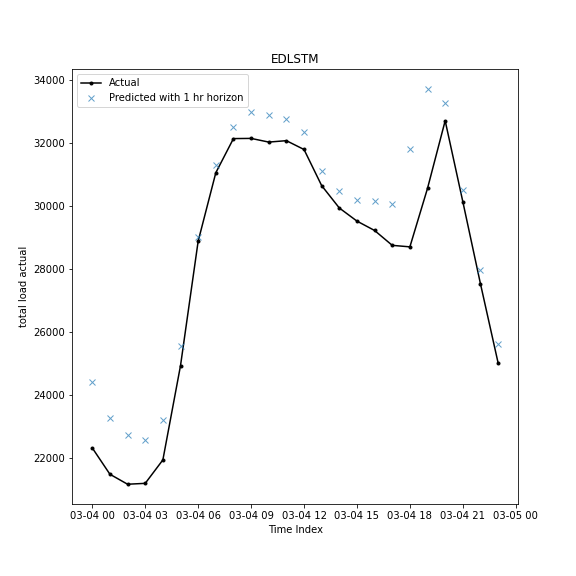 EDLSTM
Actual
Predicted with 1 hr horizon
34000
32000
30000
28000
26000
24000
22000
total load actual
03-04 00 03-04 03 03-04 06 03-04 09 03-04 12 03-04 15 03-04 18 03-04 21 03-05 00
Time Index